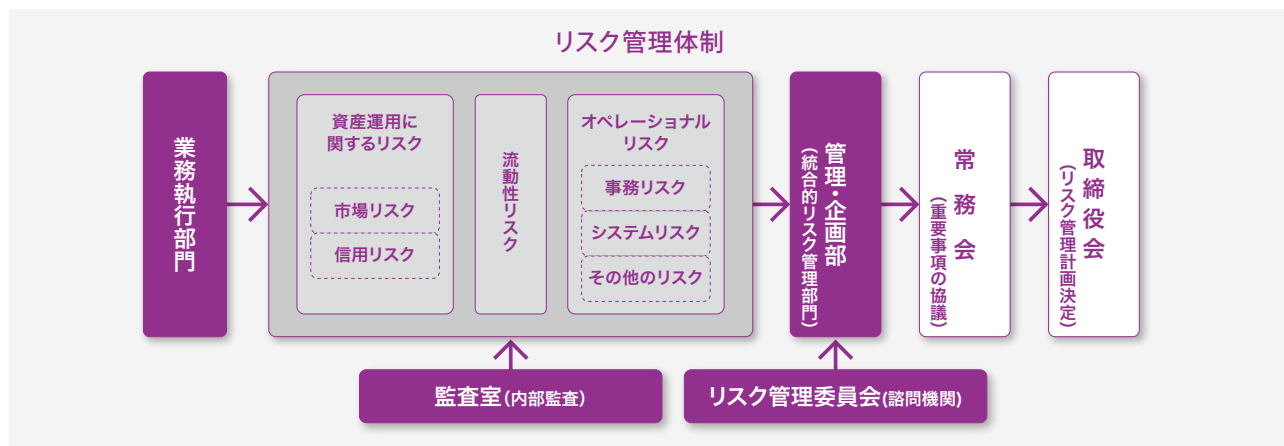 リスク管理体制
業務執行部門
資産運用に
関するリスク
市場リスク
信用リスク
流動性リスク
オペレーショナル
リスク
事務リスク
システムリスク
その他のリスク
管理・企画部
(統合的リスク管理部門)
常務会
(重要事項の協議)
取締役会
(リスク管理計画決定)
監査室(内部監査)
リスク管理委員会(諮問機関)